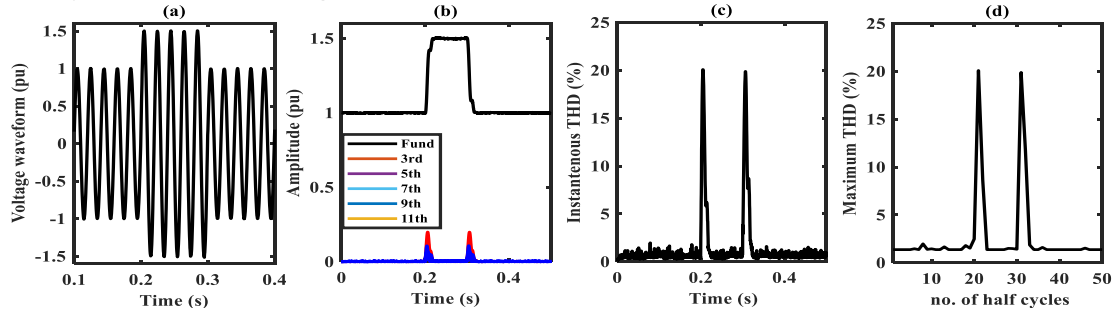 (a)
Voltage waveform (pu)
1.5
1
0.5
0
-0.5
-1
-1.5
0.1
0.2
0.3
0.4
Time (s)
(b)
Amplitude (pu)
1.5
1
0.5
0
Fund
3rd
5th
7th
9th
11th
0
0.2
0.4
Time (s)
(c)
Instantenous THD (%)
25
20
15
10
5
0
0
0.2
0.4
Time (s)
(d)
Maximum THD (%)
25
20
15
10
5
0
10
20
30
40
50
no. of half cycles